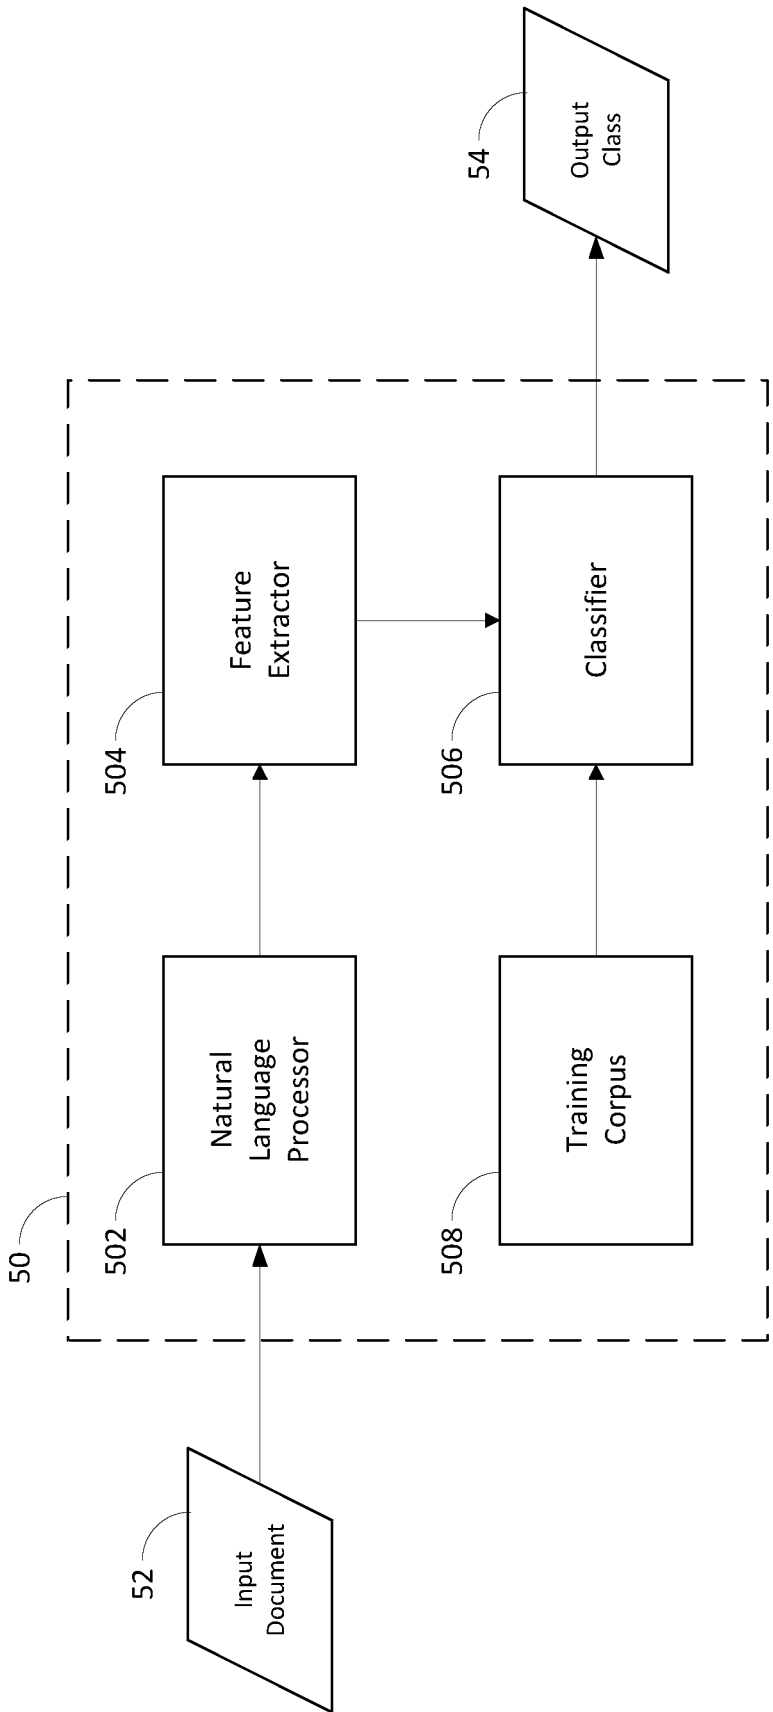 50
52
Input
Document
502
Natural
Language
Processor
504
Feature
Extractor
508
Training
Corpus
506
Classifier
54
Output
Class